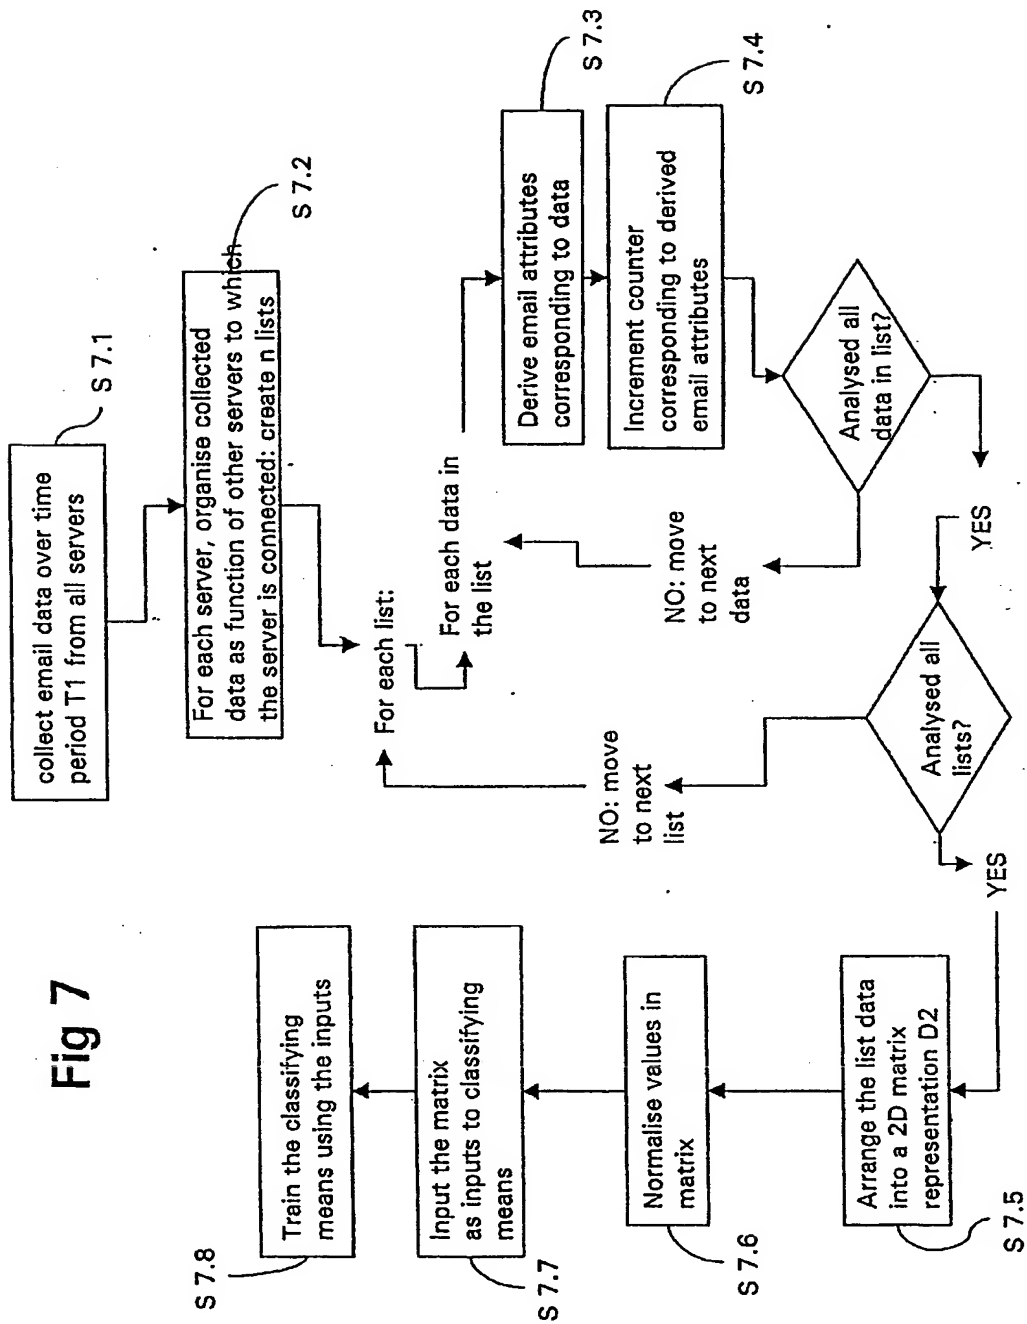 Fig 7
collect email data over time
period T1 from all servers
S 7.1
For each server, organise collected
data as function of other servers to which
the server is connected: create n lists
S 7.2
For each list:
For each data in
the list
Derive email attributes
corresponding to data
S 7.3
Increment counter
corresponding to derived
email attributes
S 7.4
Analysed all
data in list?
NO: move
to next
data
YES
Analysed all
lists?
NO: move
to next
list
YES
Arrange the list data
into a 2D matrix
representation D2
S 7.5
Normalise values in
matrix
S 7.6
Input the matrix
as inputs to classifying
means
S 7.7
Train the classifying
means using the inputs
S 7.8